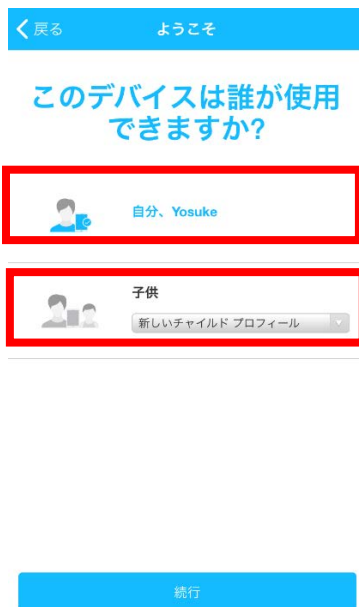 戻る ようこそ
このデバイスは誰が使用
できますか?
自分、Yosuke
子供
新しいチャイルド プロフィール
続行